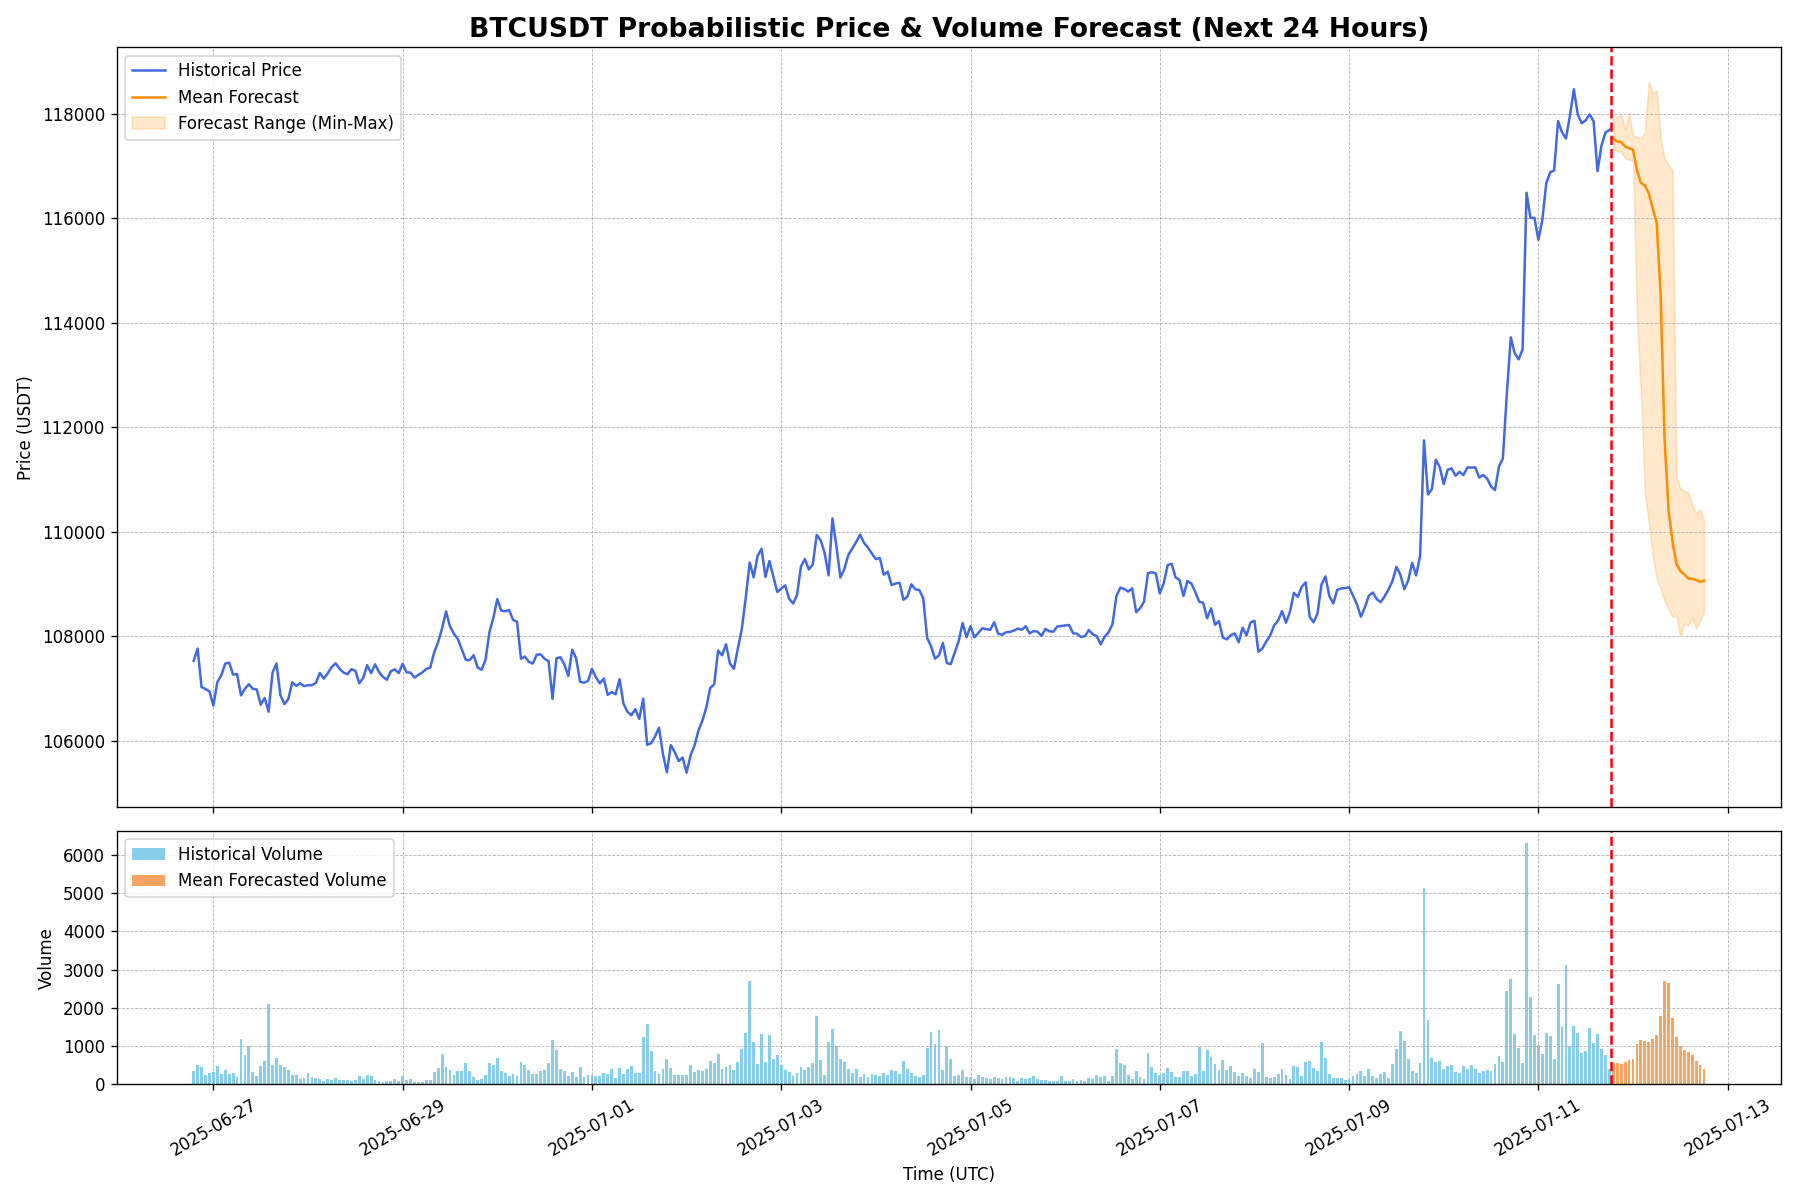 BTCUSDT Probabilistic Price & Volume Forecast (Next 24 Hours)
Historical Price
Mean Forecast
Forecast Range (Min-Max)
118000
116000
114000
112000
110000
108000
106000
Price (USDT)
Historical Volume
Mean Forecasted Volume
6000
5000
4000
3000
2000
1000
0
Volume
2025-06-27
2025-06-29
2025-07-01
2025-07-03
2025-07-05
2025-07-07
2025-07-09
2025-07-11
2025-07-13
Time (UTC)